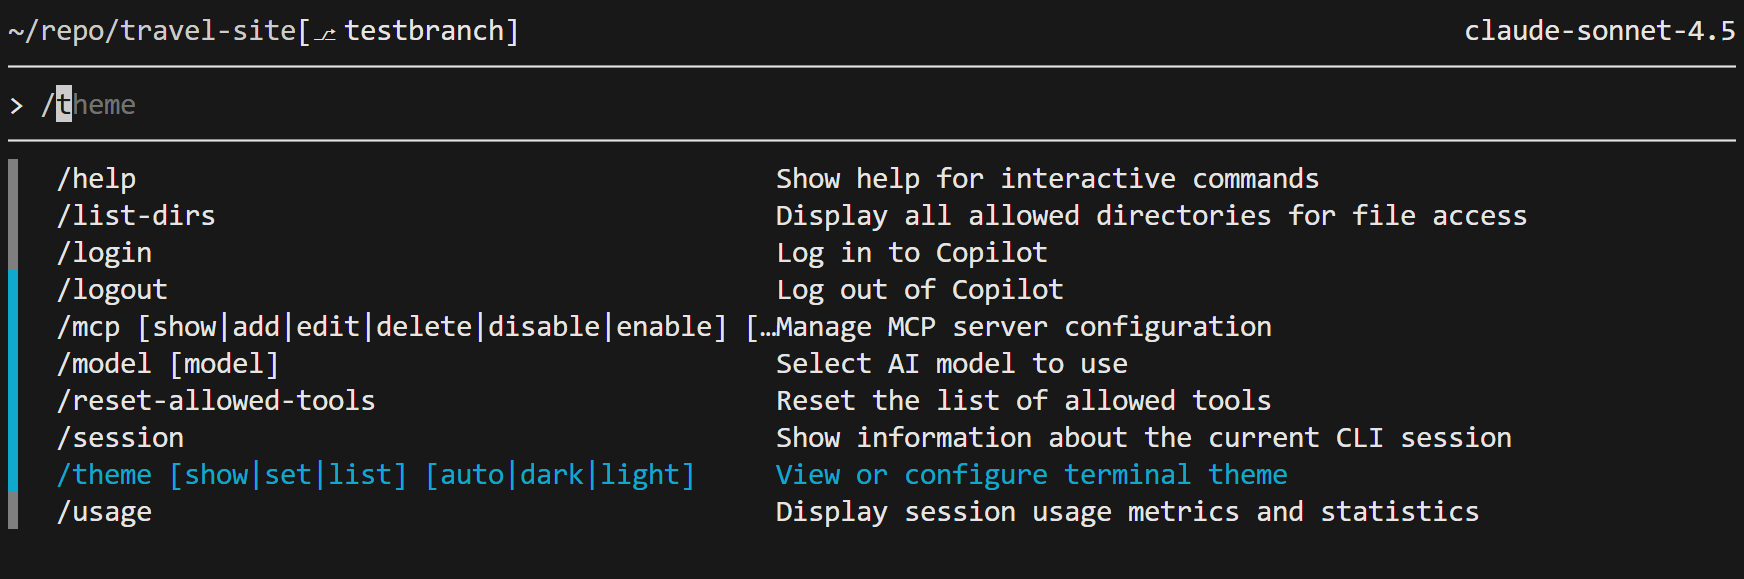 ~/repo/travel-site[⎇ testbranch] claude-sonnet-4.5
> /theme
/help Show help for interactive commands
/list-dirs Display all allowed directories for file access
/login Log in to Copilot
/logout Log out of Copilot
/mcp [show|add|edit|delete|disable|enable] […Manage MCP server configuration
/model [model] Select AI model to use
/reset-allowed-tools Reset the list of allowed tools
/session Show information about the current CLI session
/theme [show|set|list] [auto|dark|light] View or configure terminal theme
/usage Display session usage metrics and statistics